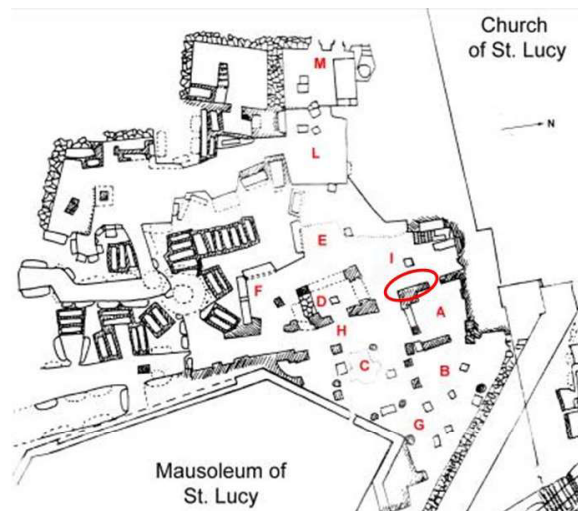 Church
of St. Lucy
M
N
L
E
I
F
D
A
H
C
B
G
Mausoleum of
St. Lucy